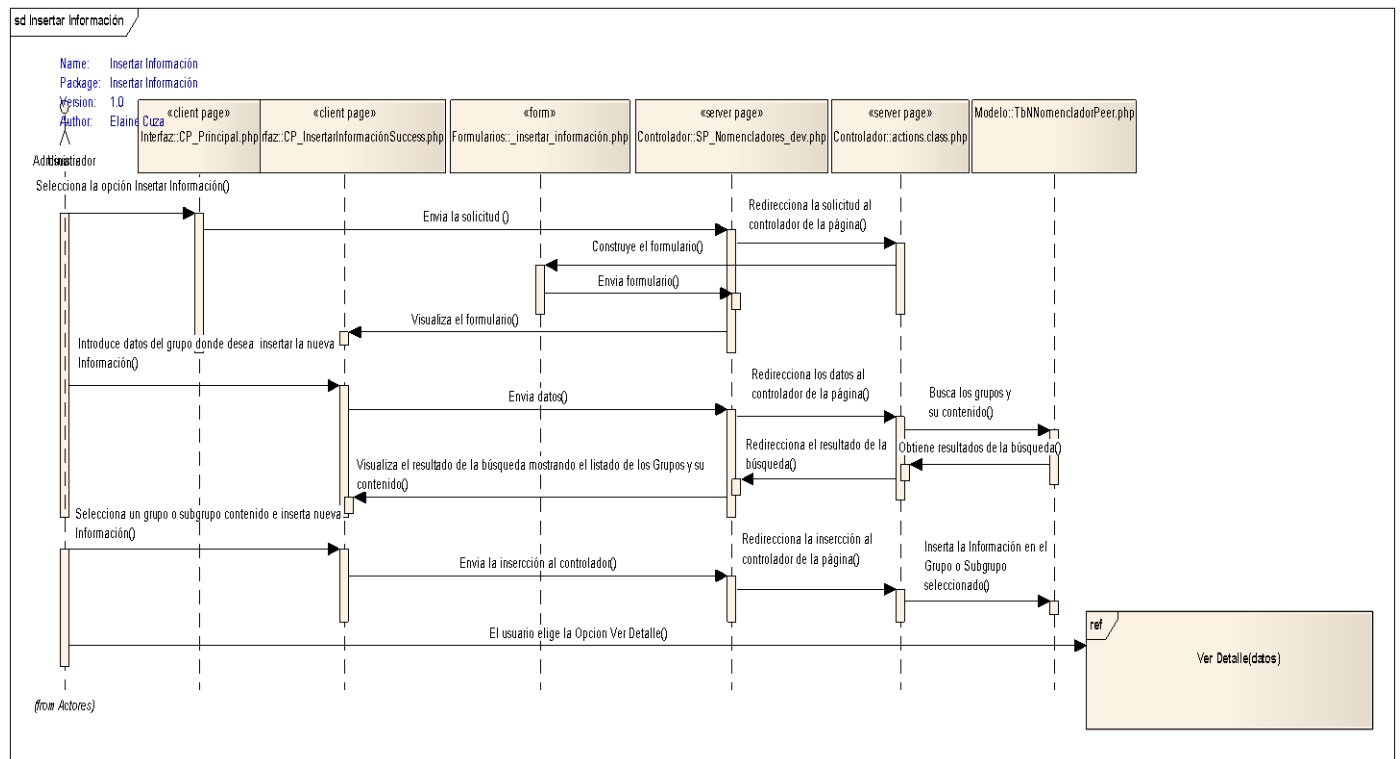 sd Insertar Información
Name: Insertar Información
Package: Insertar Información
Version: 1.0
Author: Elaine Cuza
«client page»
Interfaz::CP_Principal.php
«client page»
rfaz::CP_InsertarInformaciónSuccess.php
«form»
Formularios::_insertar_información.php
«server page»
Controlador::SP_Nomencladores_dev.php
«server page»
Controlador::actions.class.php
Modelo::TbNNomencladorPeer.php
Selecciona la opción Insertar Información()
Envia la solicitud ()
Redirecciona la solicitud al
controlador de la página()
Construye el formulario()
Envia formulario()
Visualiza el formulario()
Introduce datos del grupo donde desea insertar la nueva
Información()
Envia datos()
Redirecciona los datos al
controlador de la página()
Busca los grupos y
su contenido()
Obtiene resultados de la búsqueda()
Redirecciona el resultado de la
búsqueda()
Visualiza el resultado de la búsqueda mostrando el listado de los Grupos y su
contenido()
Selecciona un grupo o subgrupo contenido e inserta nueva
Información()
Envia la insercción al controlador()
Redirecciona la insercción al
controlador de la página()
Inserta la Información en el
Grupo o Subgrupo
seleccionado()
El usuario elige la Opcion Ver Detalle()
ref
Ver Detalle(datos)
(from Actores)